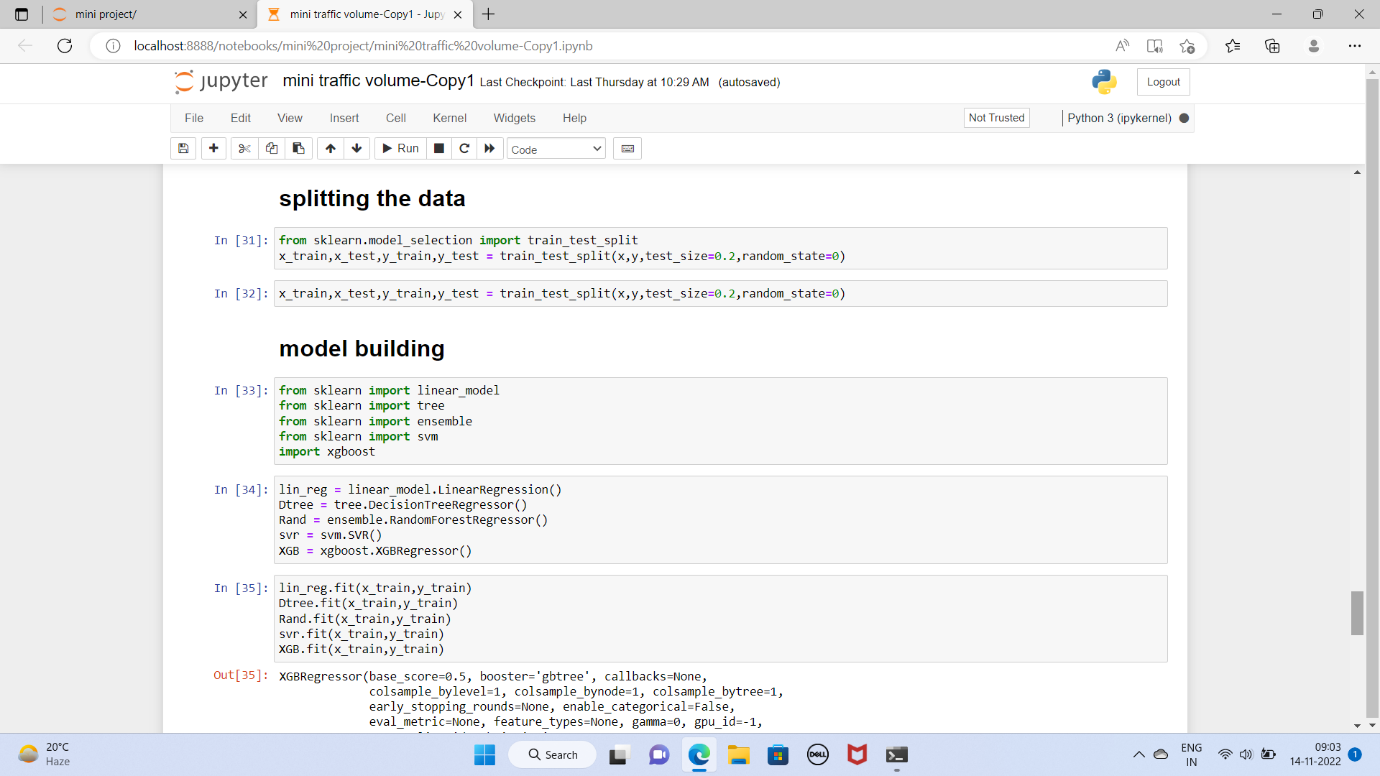 mini project/
mini traffic volume-Copy1 - Jupy
localhost:8888/notebooks/mini%20project/mini%20traffic%20volume-Copy1.ipynb
jupyter mini traffic volume-Copy1 Last Checkpoint: Last Thursday at 10:29 AM (autosaved)
Logout
File Edit View Insert Cell Kernel Widgets Help
Not Trusted
Python 3 (ipykernel)
Run
Code
splitting the data
In [31]: from sklearn.model_selection import train_test_split
x_train,x_test,y_train,y_test = train_test_split(x,y,test_size=0.2,random_state=0)
In [32]: x_train,x_test,y_train,y_test = train_test_split(x,y,test_size=0.2,random_state=0)
model building
In [33]: from sklearn import linear_model
from sklearn import tree
from sklearn import ensemble
from sklearn import svm
import xgboost
In [34]: lin_reg = linear_model.LinearRegression()
Dtree = tree.DecisionTreeRegressor()
Rand = ensemble.RandomForestRegressor()
svr = svm.SVR()
XGB = xgboost.XGBRegressor()
In [35]: lin_reg.fit(x_train,y_train)
Dtree.fit(x_train,y_train)
Rand.fit(x_train,y_train)
svr.fit(x_train,y_train)
XGB.fit(x_train,y_train)
Out[35]: XGBRegressor(base_score=0.5, booster='gbtree', callbacks=None,
colsample_bylevel=1, colsample_bynode=1, colsample_bytree=1,
early_stopping_rounds=None, enable_categorical=False,
eval_metric=None, feature_types=None, gamma=0, gpu_id=-1,
20°C
Haze
Search
DELL
ENG
IN
09:03
14-11-2022
1